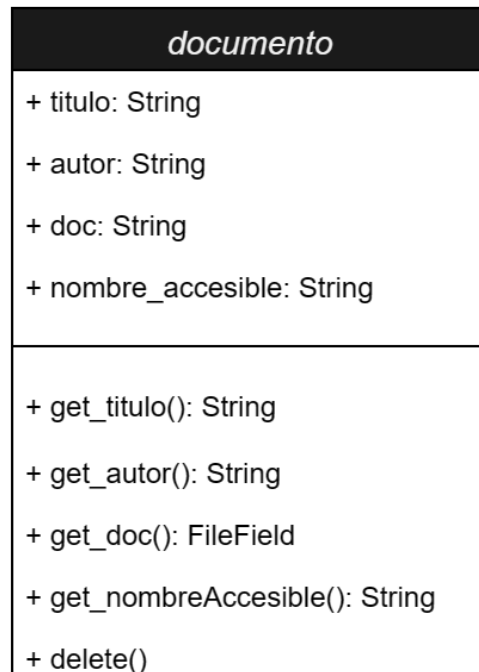 documento
+ titulo: String
+ autor: String
+ doc: String
+ nombre_accesible: String
+ get_titulo(): String
+ get_autor(): String
+ get_doc(): FileField
+ get_nombreAccesible(): String
+ delete()